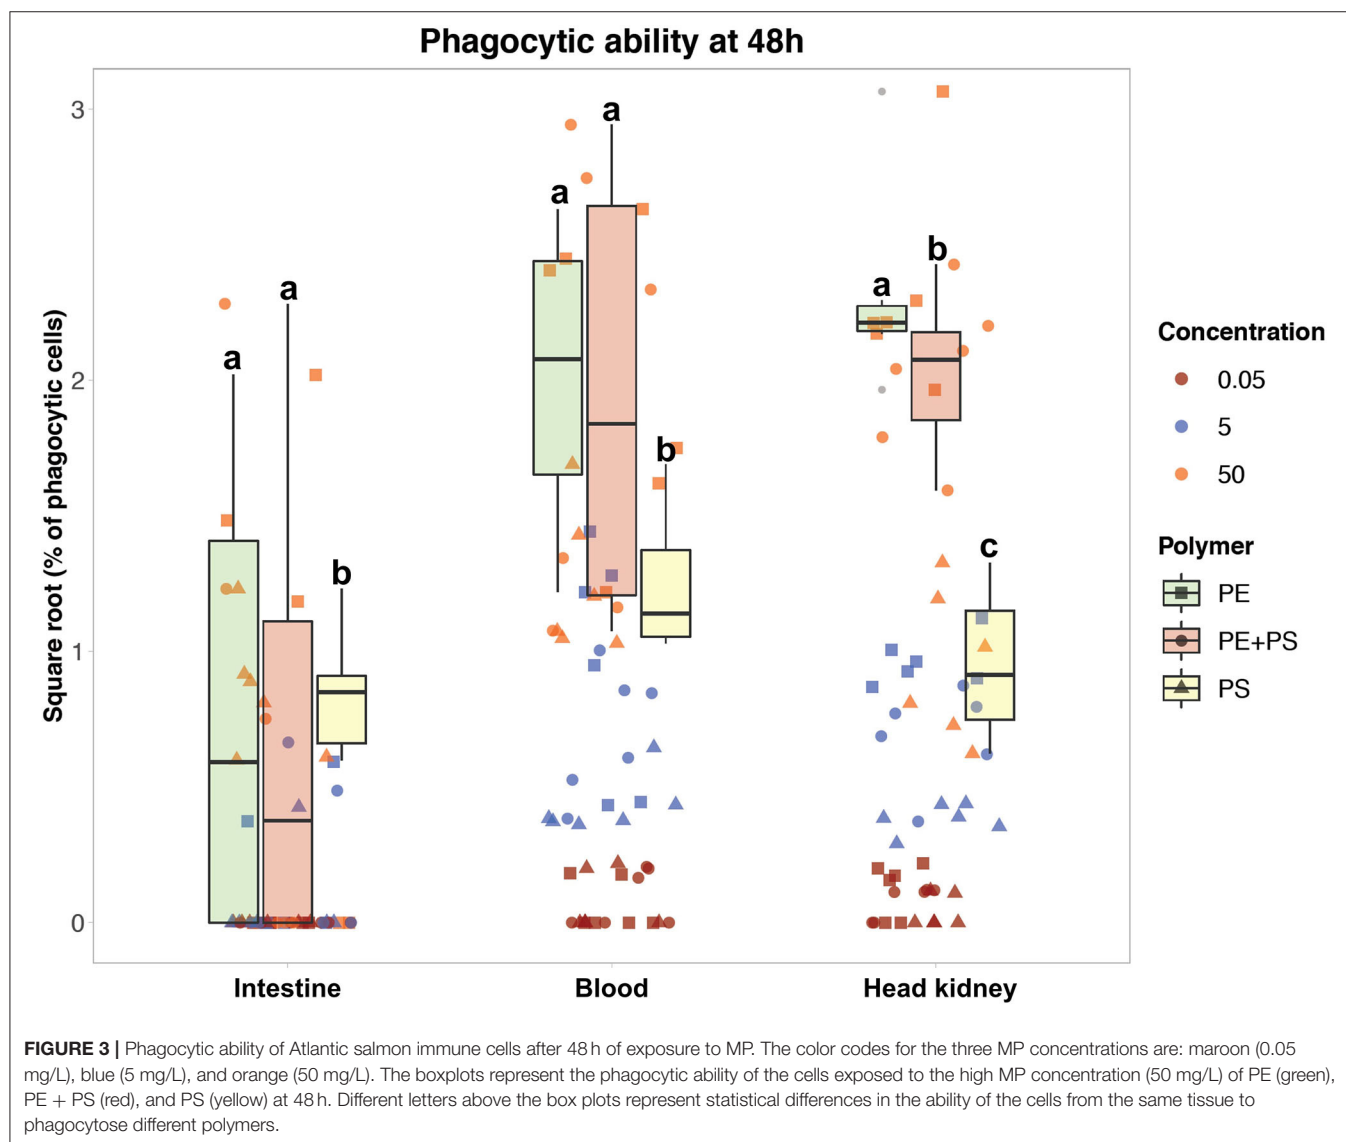 Phagocytic ability at 48h
Square root (% of phagocytic cells)
3
2
1
0
a
a
b
a
a
b
a
b
c
Intestine
Blood
Head kidney
Concentration
0.05
5
50
Polymer
PE
PE+PS
PS
FIGURE 3 | Phagocytic ability of Atlantic salmon immune cells after 48 h of exposure to MP. The color codes for the three MP concentrations are: maroon (0.05
mg/L), blue (5 mg/L), and orange (50 mg/L). The boxplots represent the phagocytic ability of the cells exposed to the high MP concentration (50 mg/L) of PE (green),
PE + PS (red), and PS (yellow) at 48 h. Different letters above the box plots represent statistical differences in the ability of the cells from the same tissue to
phagocytose different polymers.